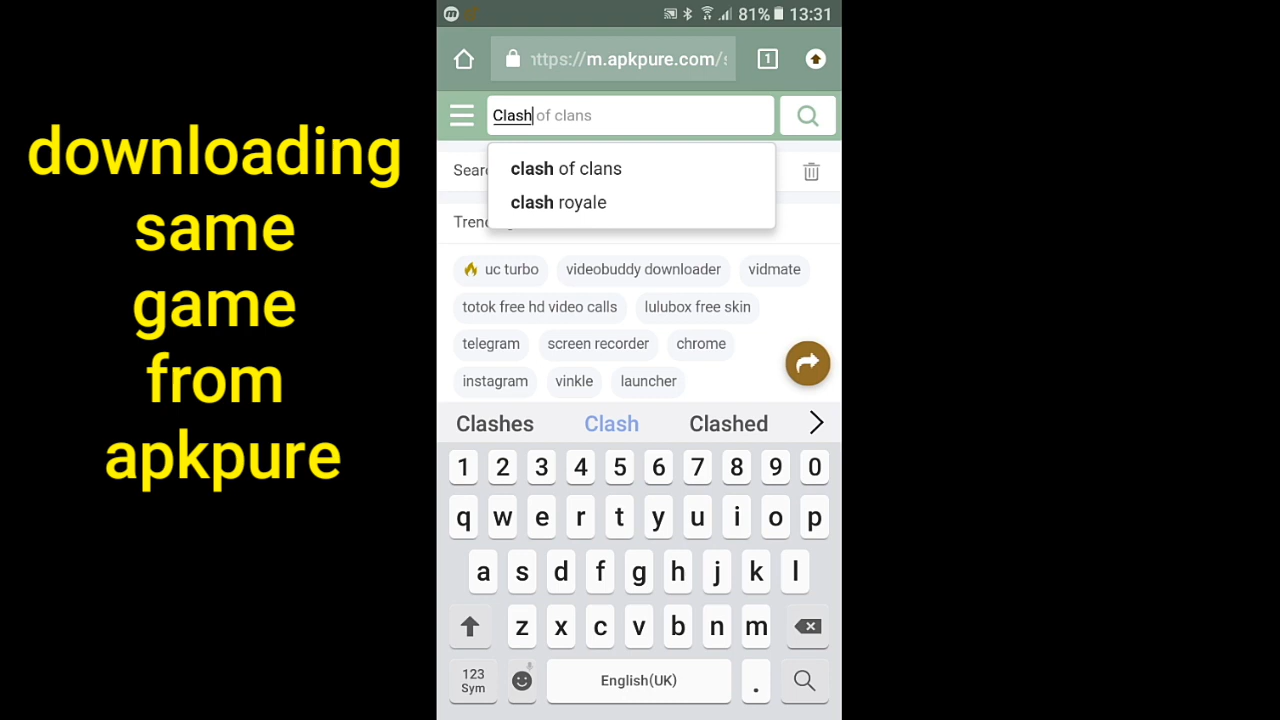 downloading
same
game
from
apkpure
81% 13:31
https://m.apkpure.com/s
1
Clash of clans
clash of clans
clash royale
Sear
Tren
uc turbo videobuddy downloader vidmate
totok free hd video calls lulubox free skin
telegram screen recorder chrome
instagram vinkle launcher
Clashes Clash Clashed
1 2 3 4 5 6 7 8 9 0
q w e r t y u i o p
a s d f g h j k l
z x c v b n m
123
Sym
English(UK)
.